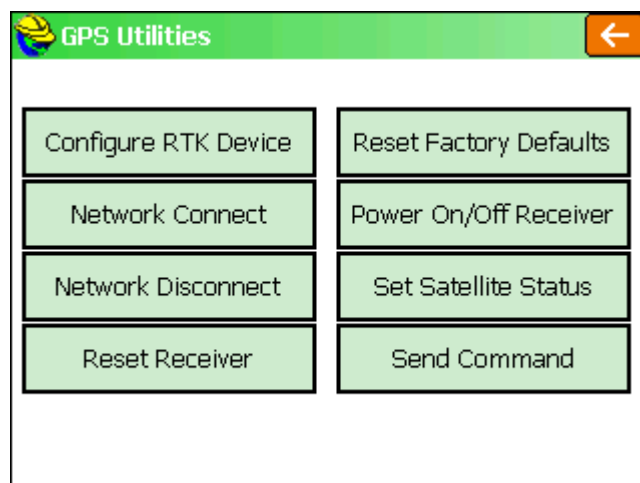 GPS Utilities
Configure RTK Device
Reset Factory Defaults
Network Connect
Power On/Off Receiver
Network Disconnect
Set Satellite Status
Reset Receiver
Send Command